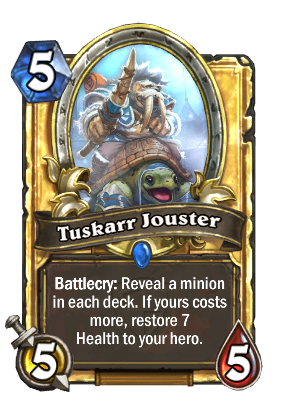 5
Tuskarr Jouster
Battlecry: Reveal a minion
in each deck. If yours costs
more, restore 7
Health to your hero.
5 5